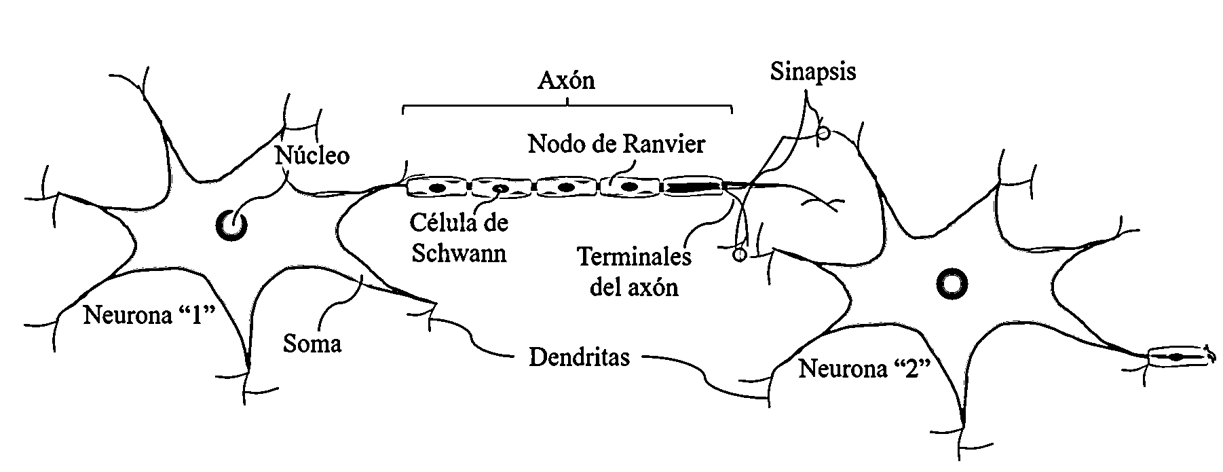 Sinapsis
Axón
Nodo de Ranvier
Núcleo
Célula de
Schwann
Terminales
del axón
Neurona “1”
Soma
Dendritas
Neurona “2”